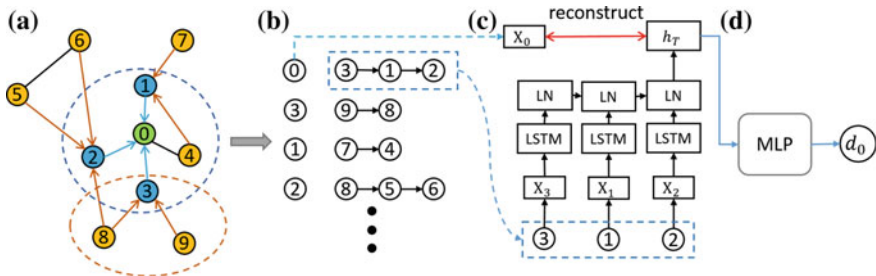 (a) (b) (c) (d)
reconstruct
6 7
5
1
0
2 4
3
8 9
0 3 1 2
3 9 8
1 7 4
2 8 5 6
X₀ h_T
LN LN LN
LSTM LSTM LSTM
X₃ X₁ X₂
3 1 2
MLP d₀